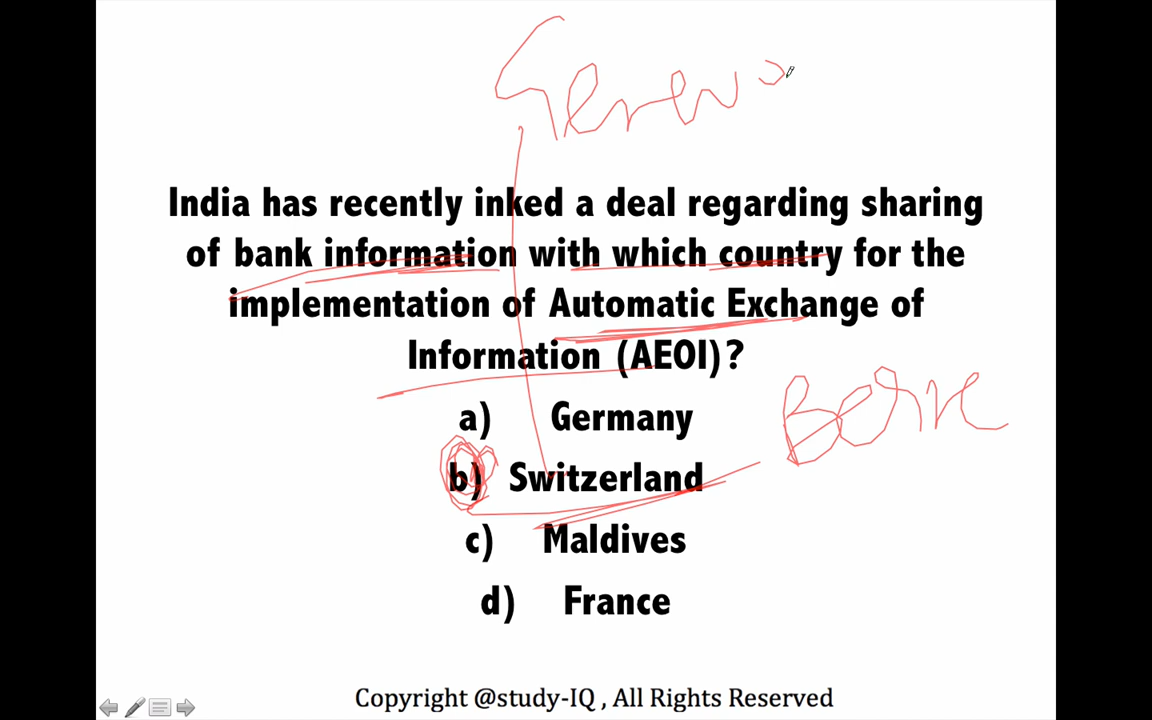 India has recently inked a deal regarding sharing
of bank information with which country for the
implementation of Automatic Exchange of
Information (AEOI)?
a) Germany
b) Switzerland
Berne
c) Maldives
d) France
Copyright @study-IQ , All Rights Reserved